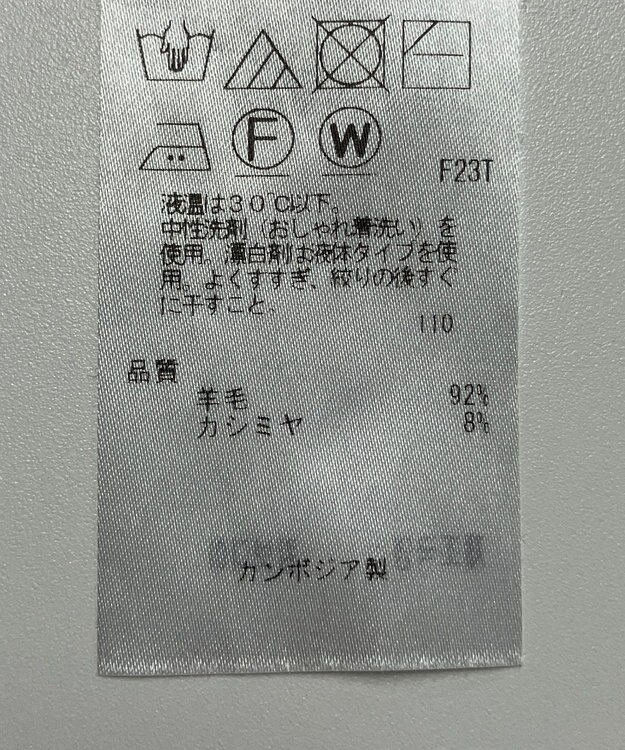 F
W
F23T
液温は30℃以下。
中性洗剤（おしゃれ着洗い）を
使用。漂白剤は液体タイプを使
用。よくすすぎ、絞りの後すぐ
に干すこと。
110
品質
羊毛 92%
カシミヤ 8%
カンボジア製